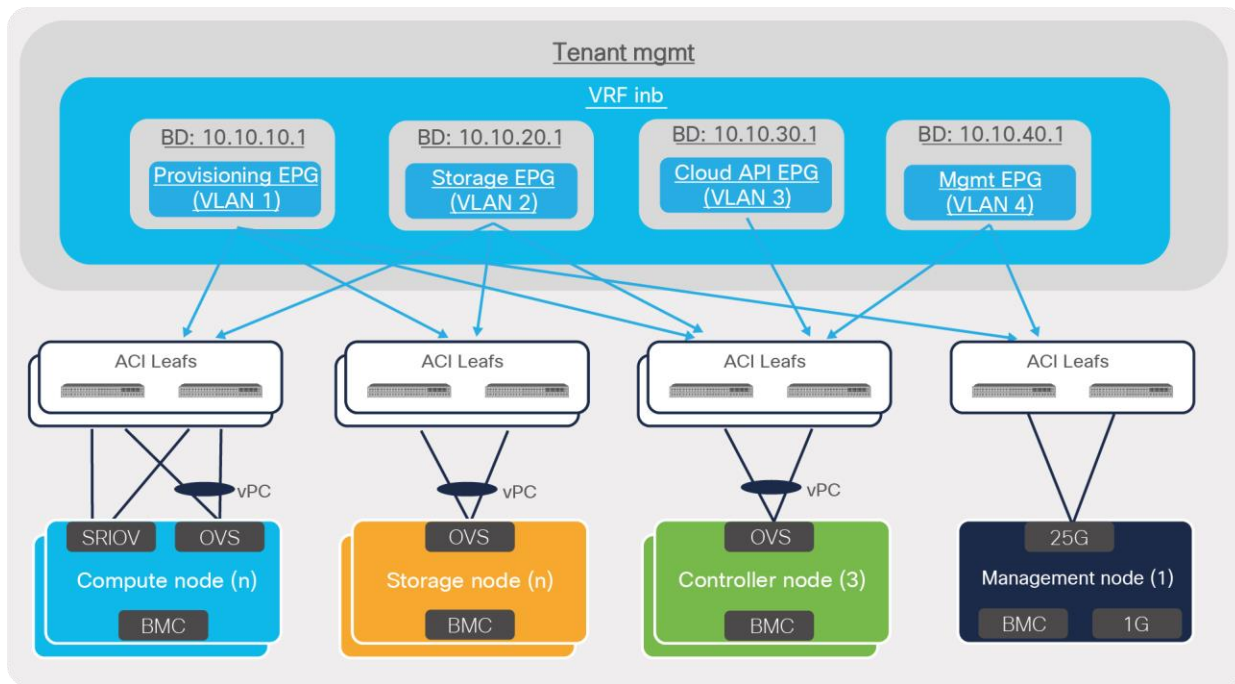 Tenant mgmt
VRF inb
BD: 10.10.10.1
Provisioning EPG
(VLAN 1)
BD: 10.10.20.1
Storage EPG
(VLAN 2)
BD: 10.10.30.1
Cloud API EPG
(VLAN 3)
BD: 10.10.40.1
Mgmt EPG
(VLAN 4)
ACI Leafs
ACI Leafs
ACI Leafs
ACI Leafs
vPC
vPC
SRIOV
OVS
Compute node (n)
BMC
OVS
Storage node (n)
BMC
OVS
Controller node (3)
BMC
25G
Management node (1)
BMC
1G